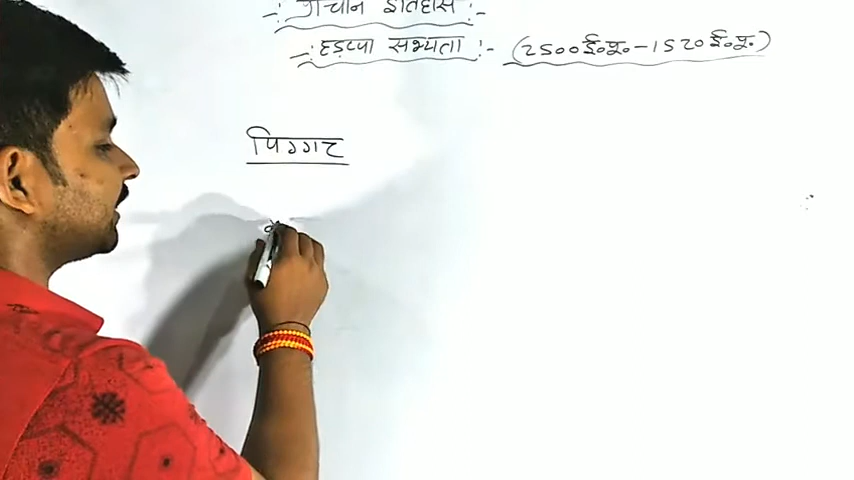 :- प्राचीन इतिहास :-
-: हड़प्पा सभ्यता :- (2500ई०पू०-1520ई०पू०)
पिग्गट